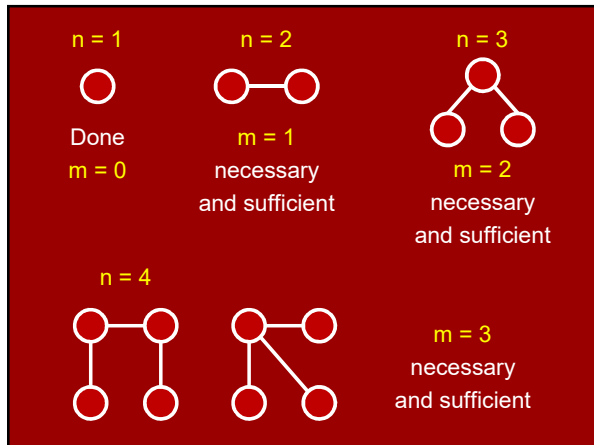 n = 1
Done
m = 0
n = 2
m = 1
necessary
and sufficient
n = 3
m = 2
necessary
and sufficient
n = 4
m = 3
necessary
and sufficient